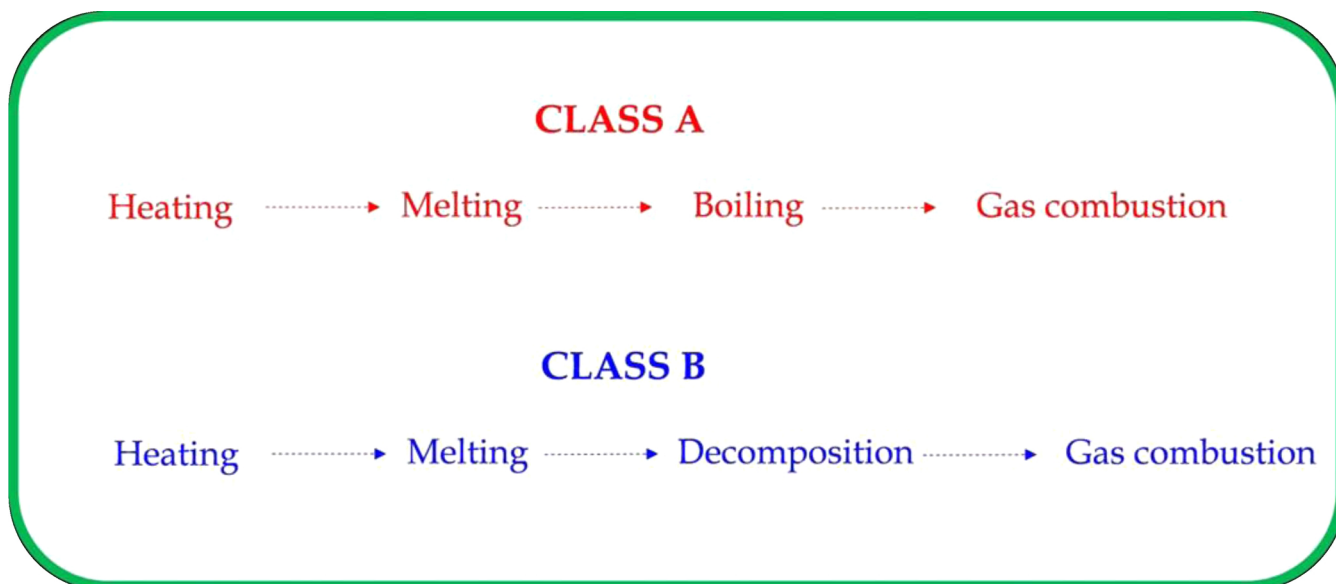 CLASS A
Heating Melting Boiling Gas combustion
CLASS B
Heating Melting Decomposition Gas combustion